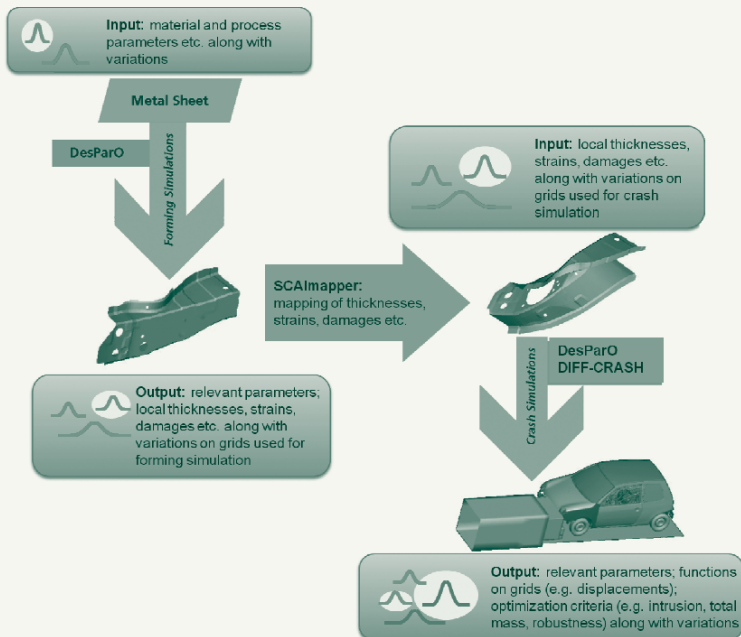 Input: material and process
parameters etc. along with
variations
Metal Sheet
DesParO
Forming Simulations
Input: local thicknesses,
strains, damages etc.
along with variations on
grids used for crash
simulation
SCAImapper:
mapping of thicknesses,
strains, damages etc.
Output: relevant parameters;
local thicknesses, strains,
damages etc. along with
variations on grids used for
forming simulation
DesParO
DIFF-CRASH
Crash Simulations
Output: relevant parameters; functions
on grids (e.g. displacements);
optimization criteria (e.g. intrusion, total
mass, robustness) along with variations